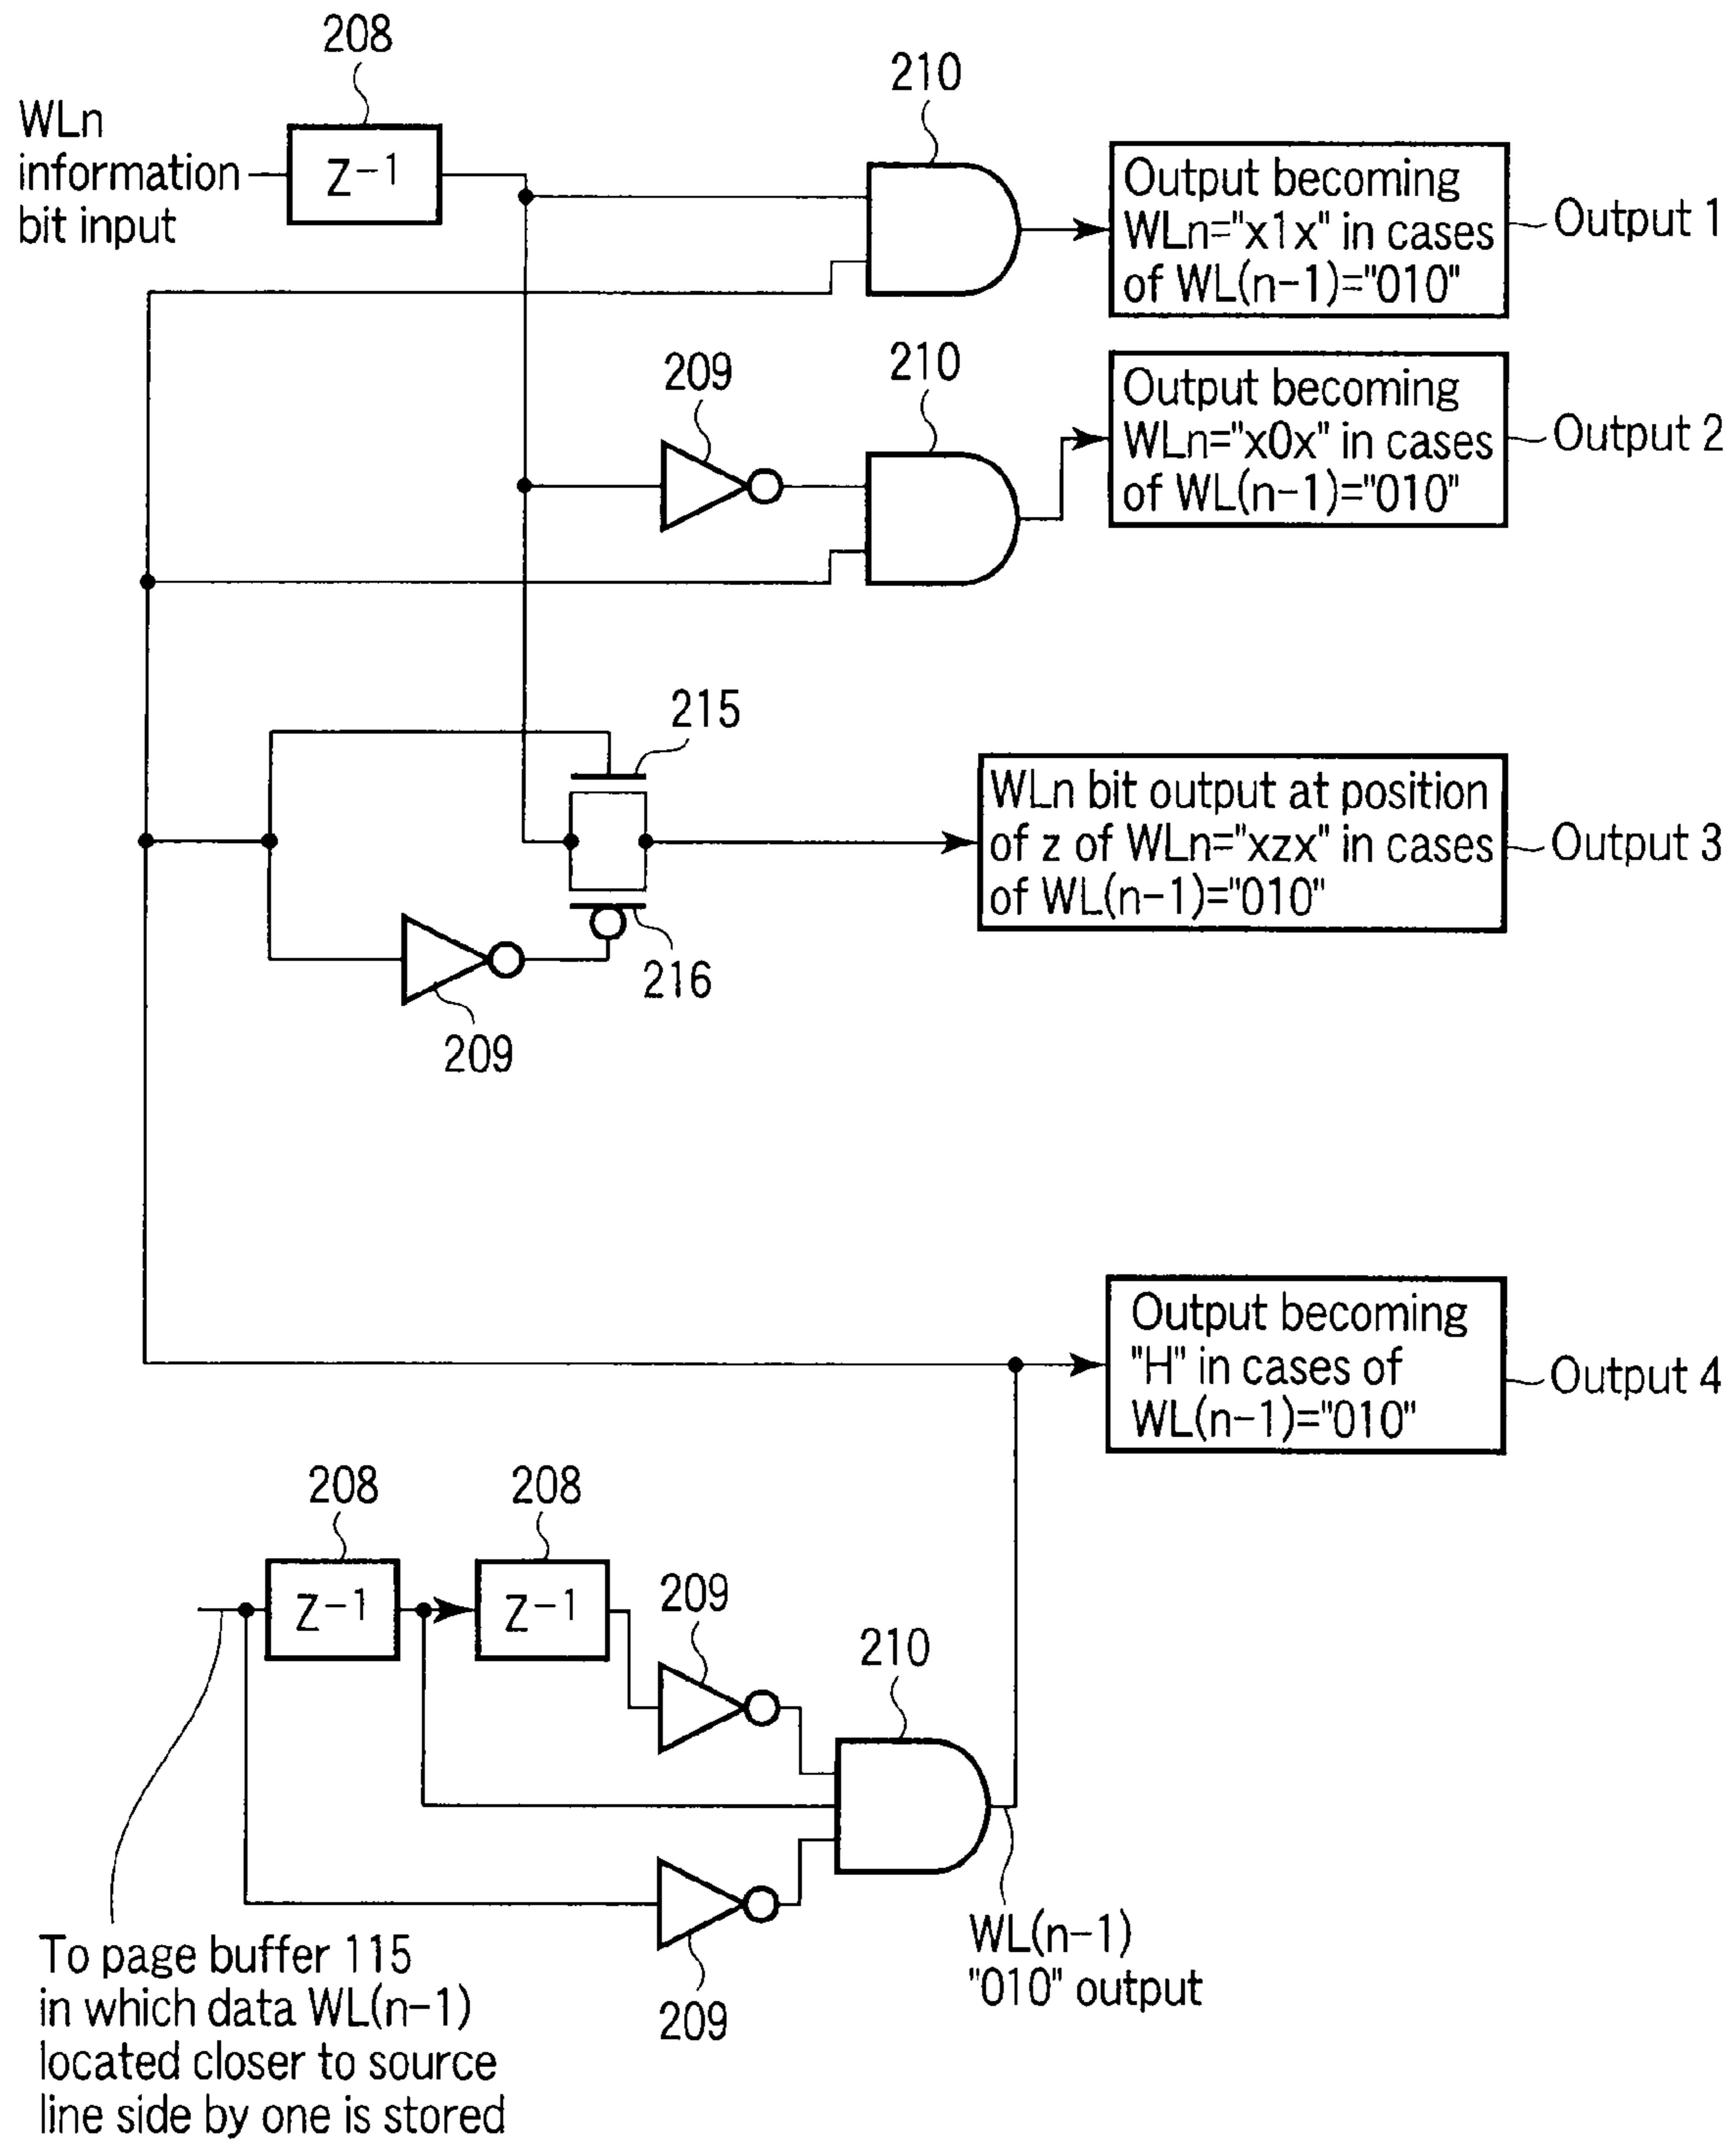 208
WLn
information
bit input
Z-1
210
Output becoming
WLn="x1x" in cases
of WL(n-1)="010"
Output 1
209
210
Output becoming
WLn="x0x" in cases
of WL(n-1)="010"
Output 2
215
WLn bit output at position
of z of WLn="xzx" in cases
of WL(n-1)="010"
Output 3
216
209
Output becoming
"H" in cases of
WL(n-1)="010"
Output 4
208
208
Z-1
Z-1
209
210
209
WL(n-1)
"010" output
To page buffer 115
in which data WL(n-1)
located closer to source
line side by one is stored